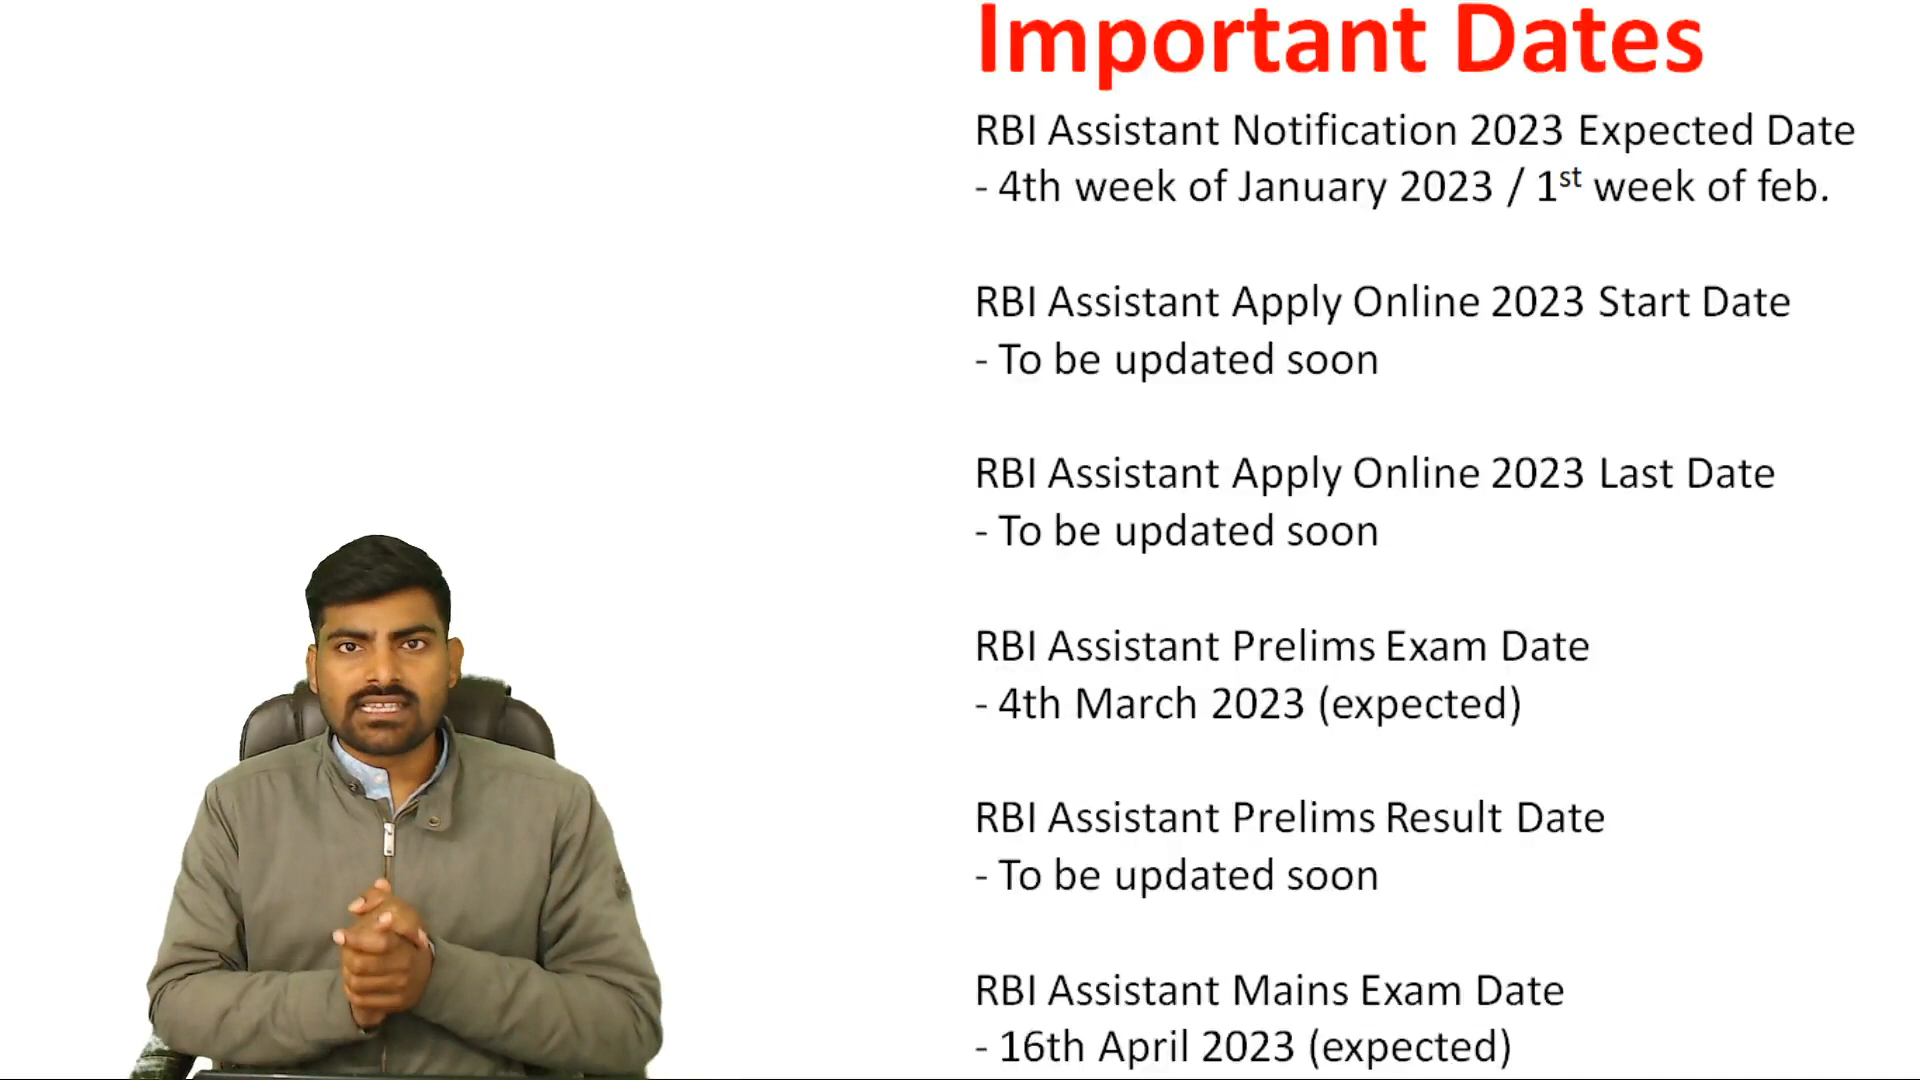 Important Dates
RBI Assistant Notification 2023 Expected Date
- 4th week of January 2023 / 1st week of feb.
RBI Assistant Apply Online 2023 Start Date
- To be updated soon
RBI Assistant Apply Online 2023 Last Date
- To be updated soon
RBI Assistant Prelims Exam Date
- 4th March 2023 (expected)
RBI Assistant Prelims Result Date
- To be updated soon
RBI Assistant Mains Exam Date
- 16th April 2023 (expected)